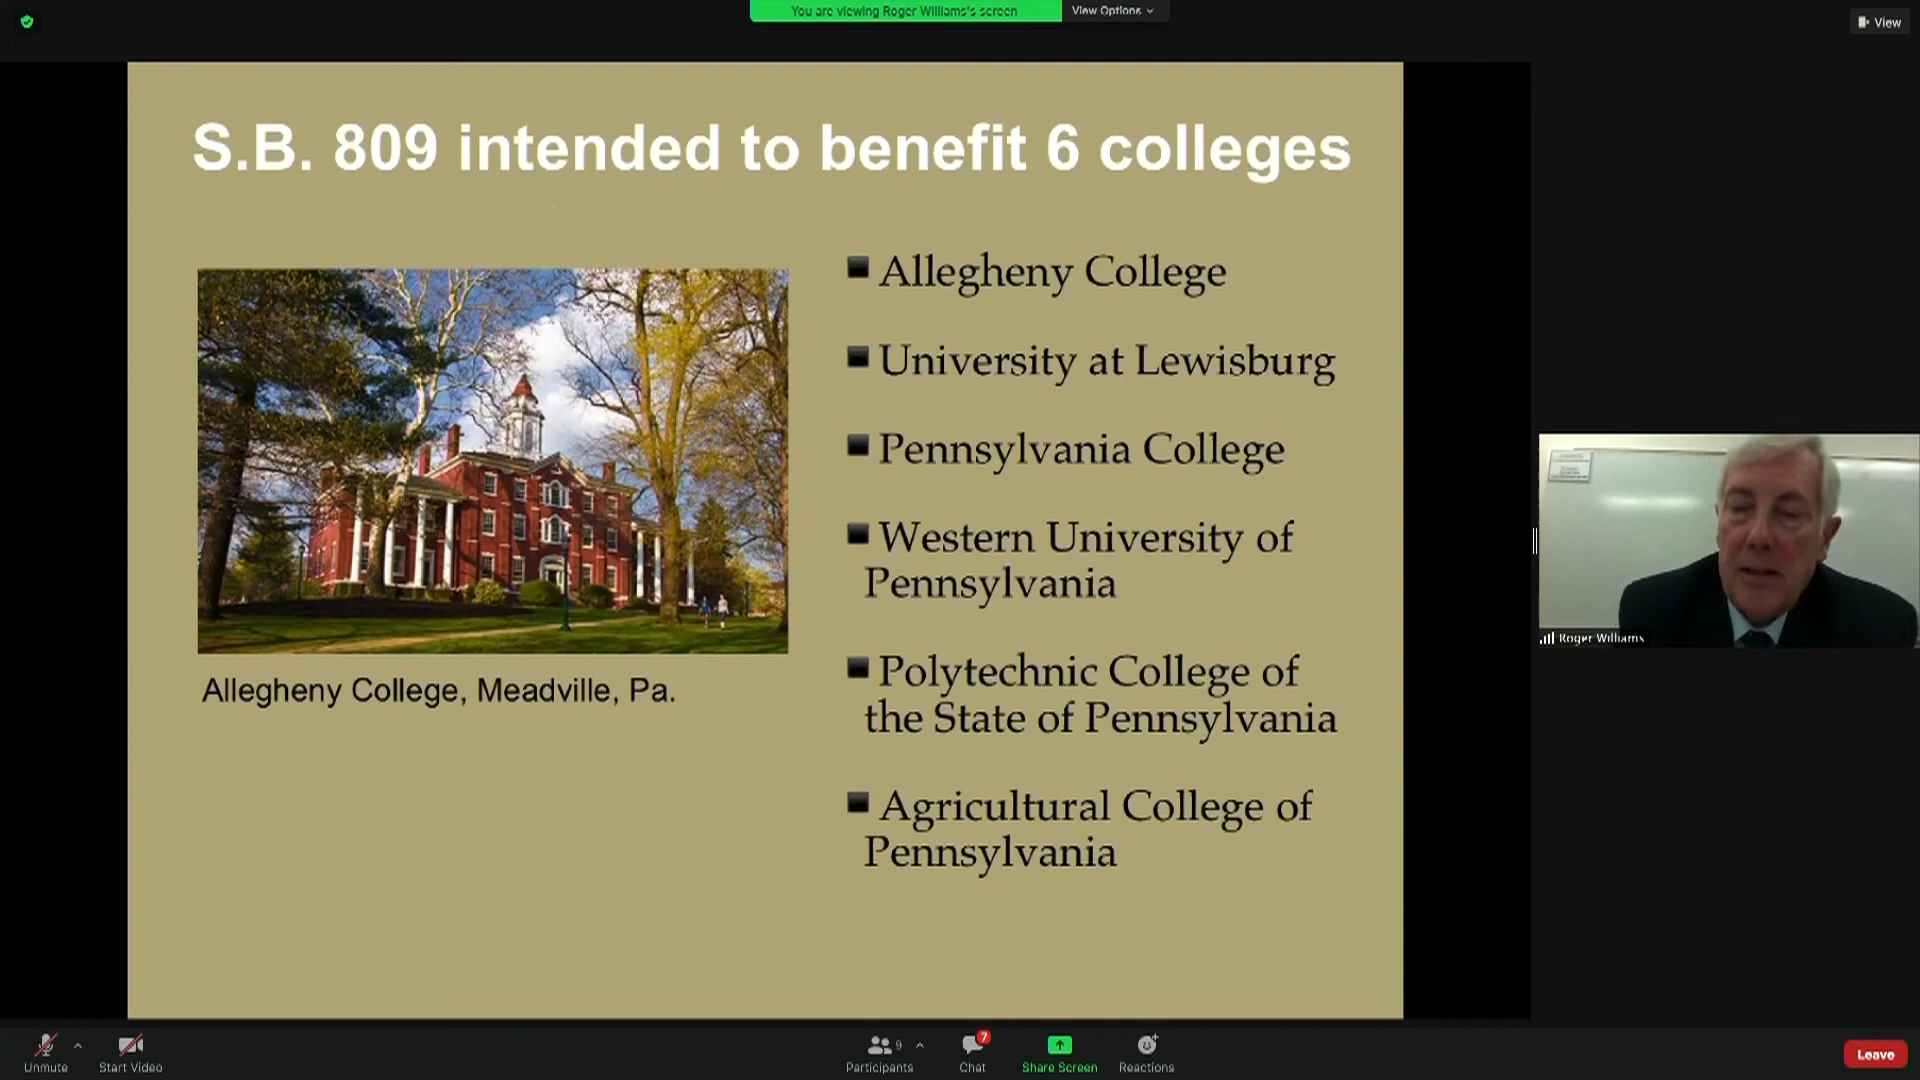 You are viewing Roger Williams's screen
View Options
View
S.B. 809 intended to benefit 6 colleges
Allegheny College
University at Lewisburg
Pennsylvania College
Western University of
Pennsylvania
Polytechnic College of
the State of Pennsylvania
Agricultural College of
Pennsylvania
Allegheny College, Meadville, Pa.
Roger Williams
Unmute
Start Video
9
Participants
7
Chat
Share Screen
Reactions
Leave